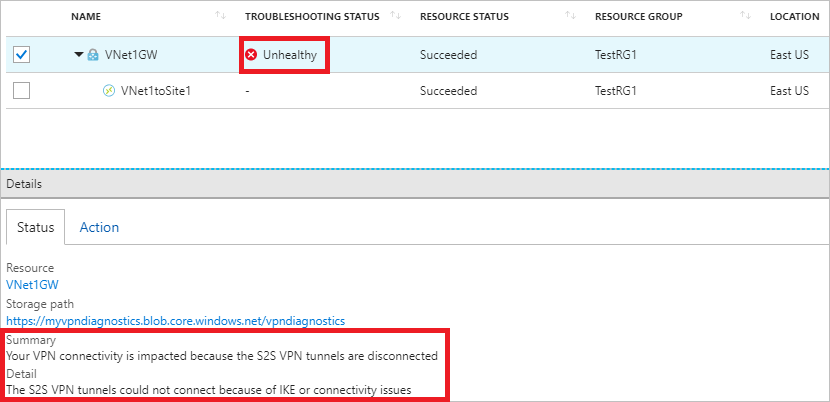 NAME TROUBLESHOOTING STATUS RESOURCE STATUS RESOURCE GROUP LOCATION
VNet1GW Unhealthy Succeeded TestRG1 East US
VNet1toSite1 - Succeeded TestRG1 East US
Details
Status Action
Resource
VNet1GW
Storage path
https://myvpndiagnostics.blob.core.windows.net/vpndiagnostics
Summary
Your VPN connectivity is impacted because the S2S VPN tunnels are disconnected
Detail
The S2S VPN tunnels could not connect because of IKE or connectivity issues